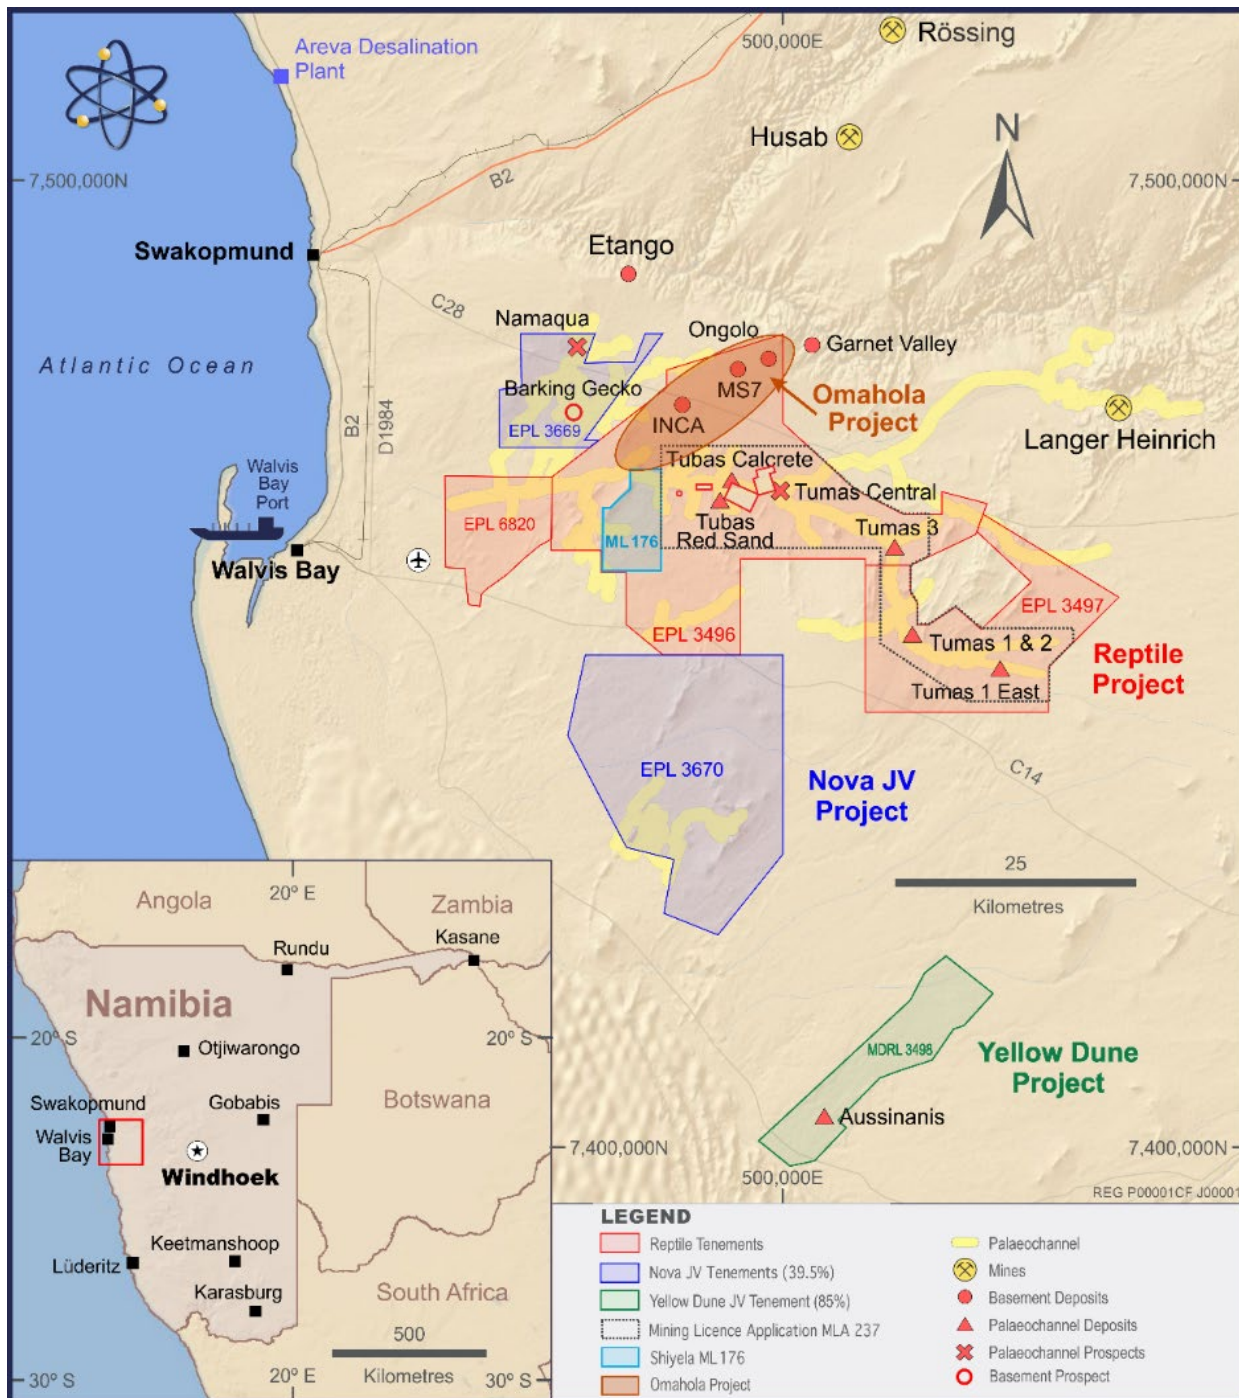 Areva Desalination
Plant
500,000E
Rössing
Husab
N
B2
7,500,000N
7,500,000N
Swakopmund
Etango
C28
Namaqua
Ongolo
Garnet Valley
Atlantic Ocean
Barking Gecko
MS7
Omahola
Project
B2
D1984
EPL 3669
INCA
Langer Heinrich
Walvis
Bay
Port
Tubas Calcrete
Tumas Central
EPL 6820
Tubas
Red Sand
ML 176
Tumas 3
Walvis Bay
EPL 3497
EPL 3496
Tumas 1 & 2
Reptile
Project
Tumas 1 East
EPL 3670
Nova JV
Project
C14
25
Kilometres
MDRL 3498
Yellow Dune
Project
Aussinanis
7,400,000N
500,000E
REG P00001CF J00001
Angola
20° E
Zambia
Rundu
Kasane
Namibia
20° S
20° S
Otjiwarongo
Swakopmund
Gobabis
Botswana
Walvis
Bay
Windhoek
7,400,000N
Keetmanshoop
Lüderitz
Karasburg
South Africa
500
Kilometres
30° S
20° E
30° S
LEGEND
Reptile Tenements
Nova JV Tenements (39.5%)
Yellow Dune JV Tenement (85%)
Mining Licence Application MLA 237
Shiyela ML 176
Omahola Project
Palaeochannel
Mines
Basement Deposits
Palaeochannel Deposits
Palaeochannel Prospects
Basement Prospect